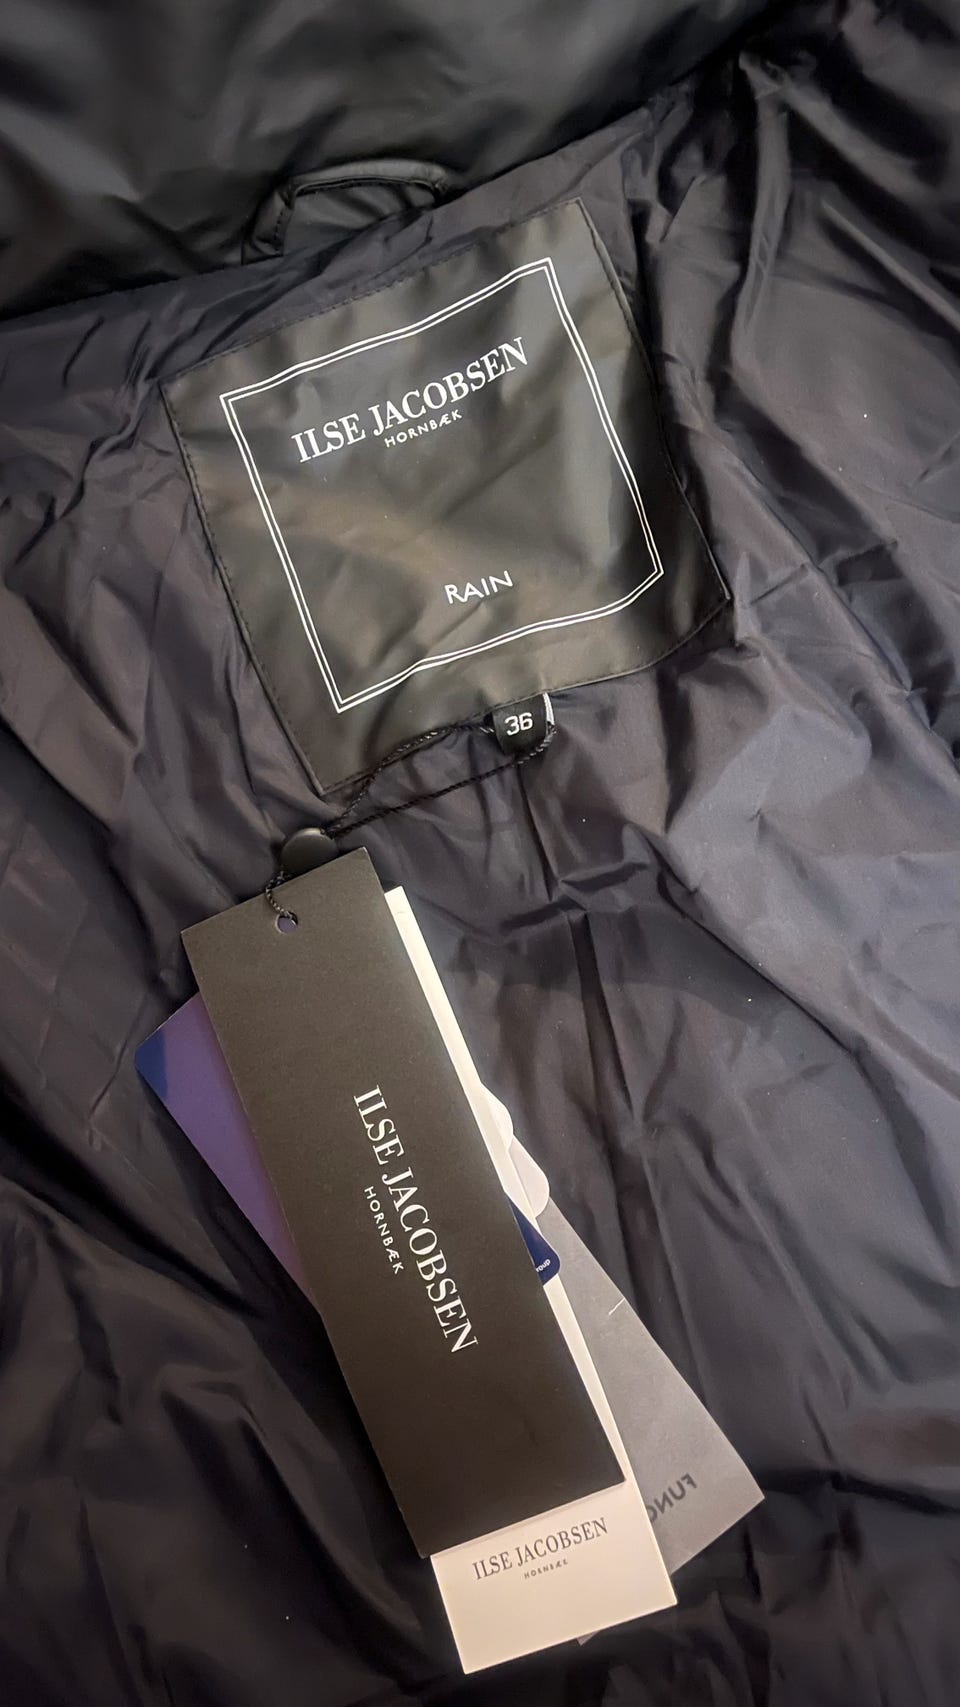 ILSE JACOBSEN
HORNBÆK
RAIN
36
ILSE JACOBSEN
HORNBÆK
ILSE JACOBSEN
HORNBÆK